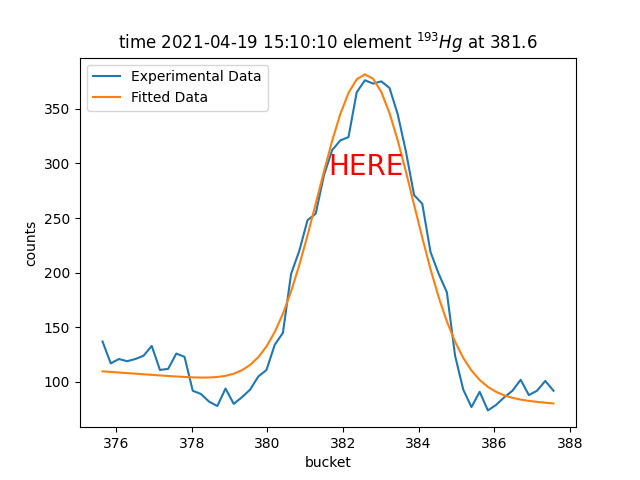 time 2021-04-19 15:10:10 element ¹⁹³Hg at 381.6
Experimental Data
Fitted Data
HERE
counts
350
300
250
200
150
100
376 378 380 382 384 386 388
bucket